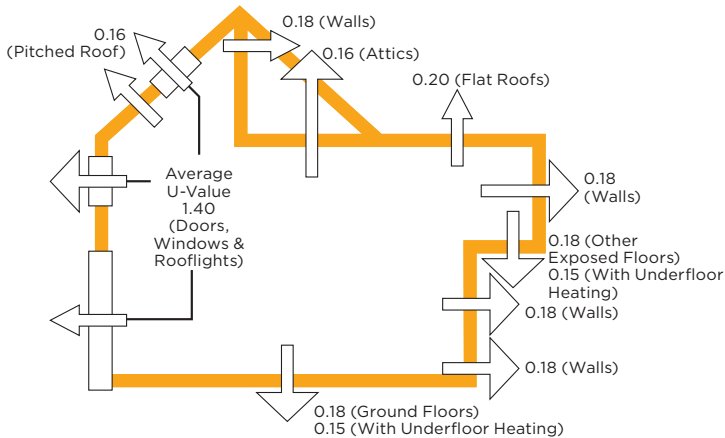 0.18 (Walls)
0.16
(Pitched Roof)
0.16 (Attics)
0.20 (Flat Roofs)
Average
U-Value
1.40
(Doors,
Windows &
Rooflights)
0.18
(Walls)
0.18 (Other
Exposed Floors)
0.15 (With Underfloor
Heating)
0.18 (Walls)
0.18 (Walls)
0.18 (Ground Floors)
0.15 (With Underfloor Heating)